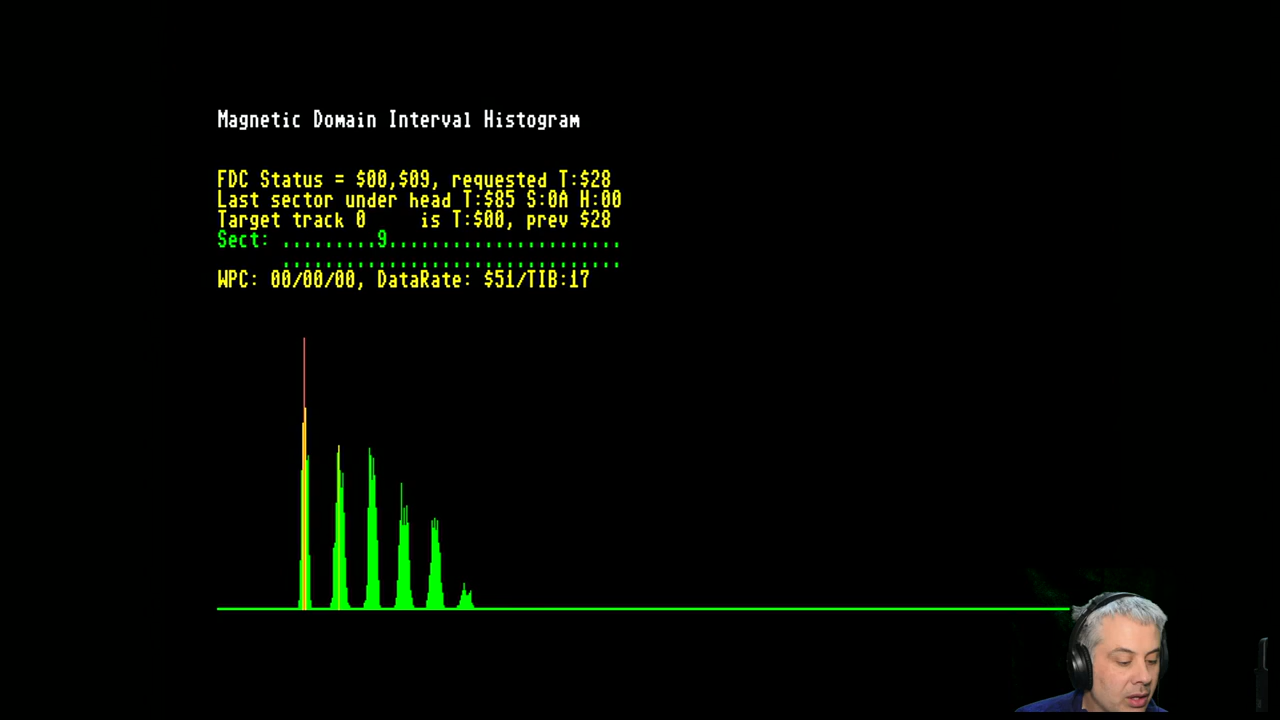 Magnetic Domain Interval Histogram
FDC Status = $00,$09, requested T:$28
Last sector under head T:$85 S:0A H:00
Target track 0 is T:$00, prev $28
Sect: .........9......................
................................
WPC: 00/00/00, DataRate: $51/TIB:17